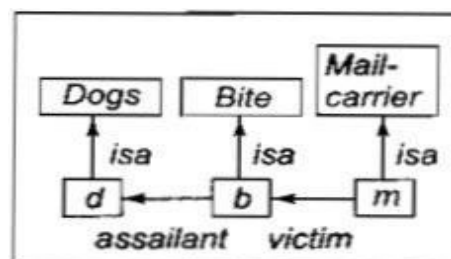 Dogs
Bite
Mail-
carrier
isa
isa
isa
d
b
m
assailant
victim